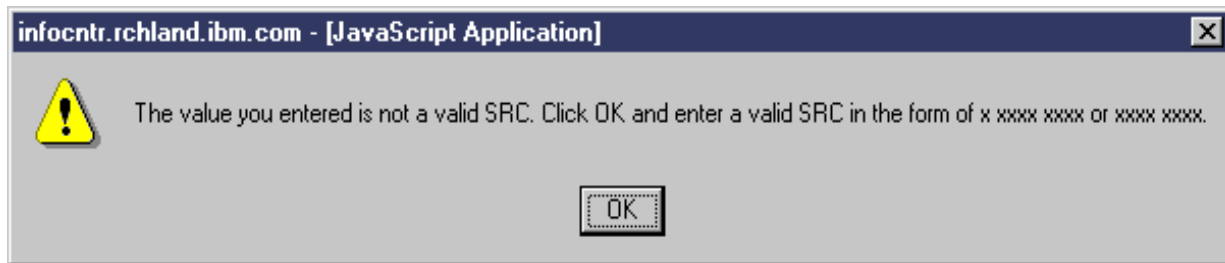 infocntr.rchland.ibm.com - [JavaScript Application]
The value you entered is not a valid SRC. Click OK and enter a valid SRC in the form of x xxxx xxxx or xxxx xxxx.
OK